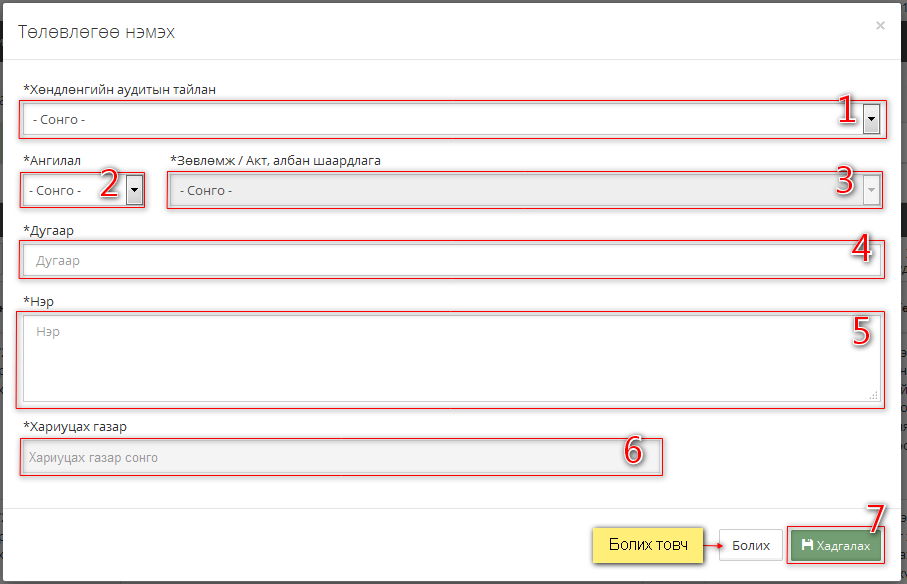 Төлөвлөгөө нэмэх
×
*Хөндлөнгийн аудитын тайлан
- Сонго -
1
*Ангилал
*Зөвлөмж / Акт, албан шаардлага
- Сонго -
2
- Сонго -
3
*Дугаар
Дугаар
4
*Нэр
Нэр
5
*Хариуцах газар
Хариуцах газар сонго
6
7
Болих товч
Болих
Хадгалах